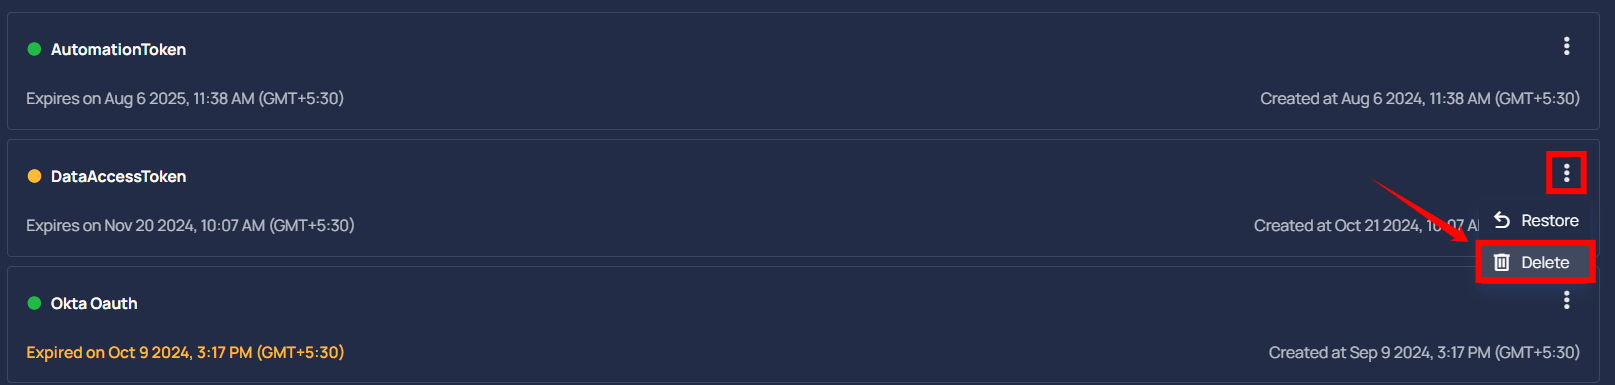 AutomationToken
Expires on Aug 6 2025, 11:38 AM (GMT+5:30)
Created at Aug 6 2024, 11:38 AM (GMT+5:30)
DataAccessToken
Expires on Nov 20 2024, 10:07 AM (GMT+5:30)
Created at Oct 21 2024, 10:07 A
Restore
Delete
Okta Oauth
Expired on Oct 9 2024, 3:17 PM (GMT+5:30)
Created at Sep 9 2024, 3:17 PM (GMT+5:30)